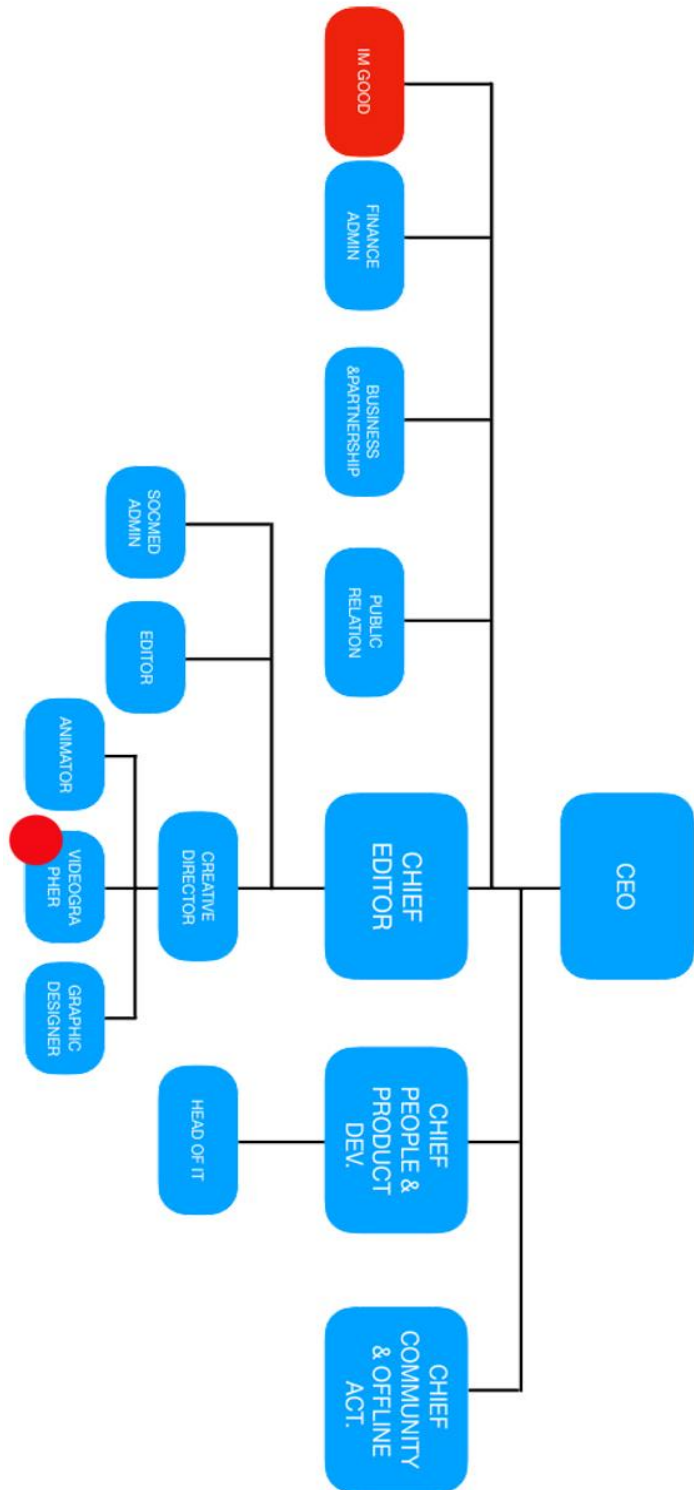 CEO
IM GOOD
FINANCE
ADMIN
BUSINESS
&PARTNERSHIP
PUBLIC
RELATION
CHIEF
EDITOR
CHIEF
PEOPLE &
PRODUCT
DEV.
CHIEF
COMMUNITY
& OFFLINE
ACT.
SOCMED
ADMIN
EDITOR
CREATIVE
DIRECTOR
HEAD OF IT
ANIMATOR
VIDEOGRA
PHER
GRAPHIC
DESIGNER